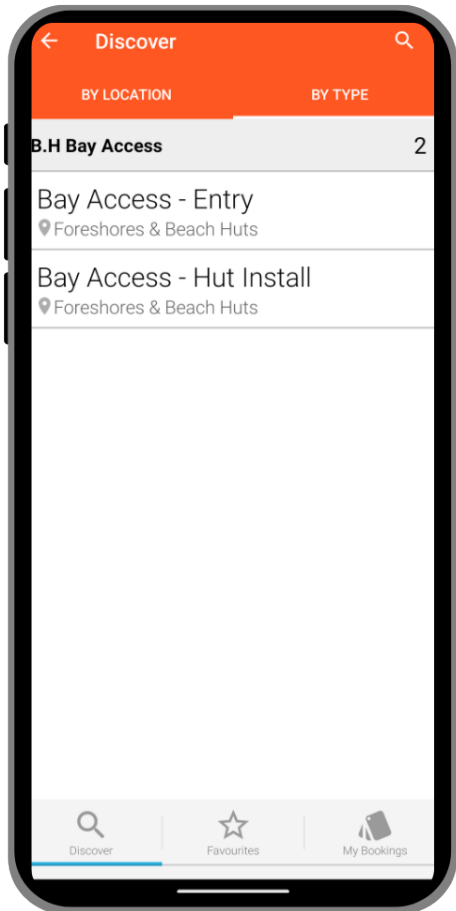 Discover
BY LOCATION
BY TYPE
B.H Bay Access 2
Bay Access - Entry
Foreshores & Beach Huts
Bay Access - Hut Install
Foreshores & Beach Huts
Discover
Favourites
My Bookings